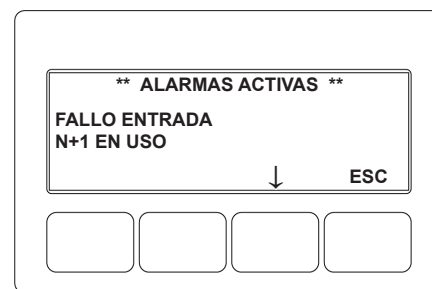 ** ALARMAS ACTIVAS **
FALLO ENTRADA
N+1 EN USO
↓ ESC